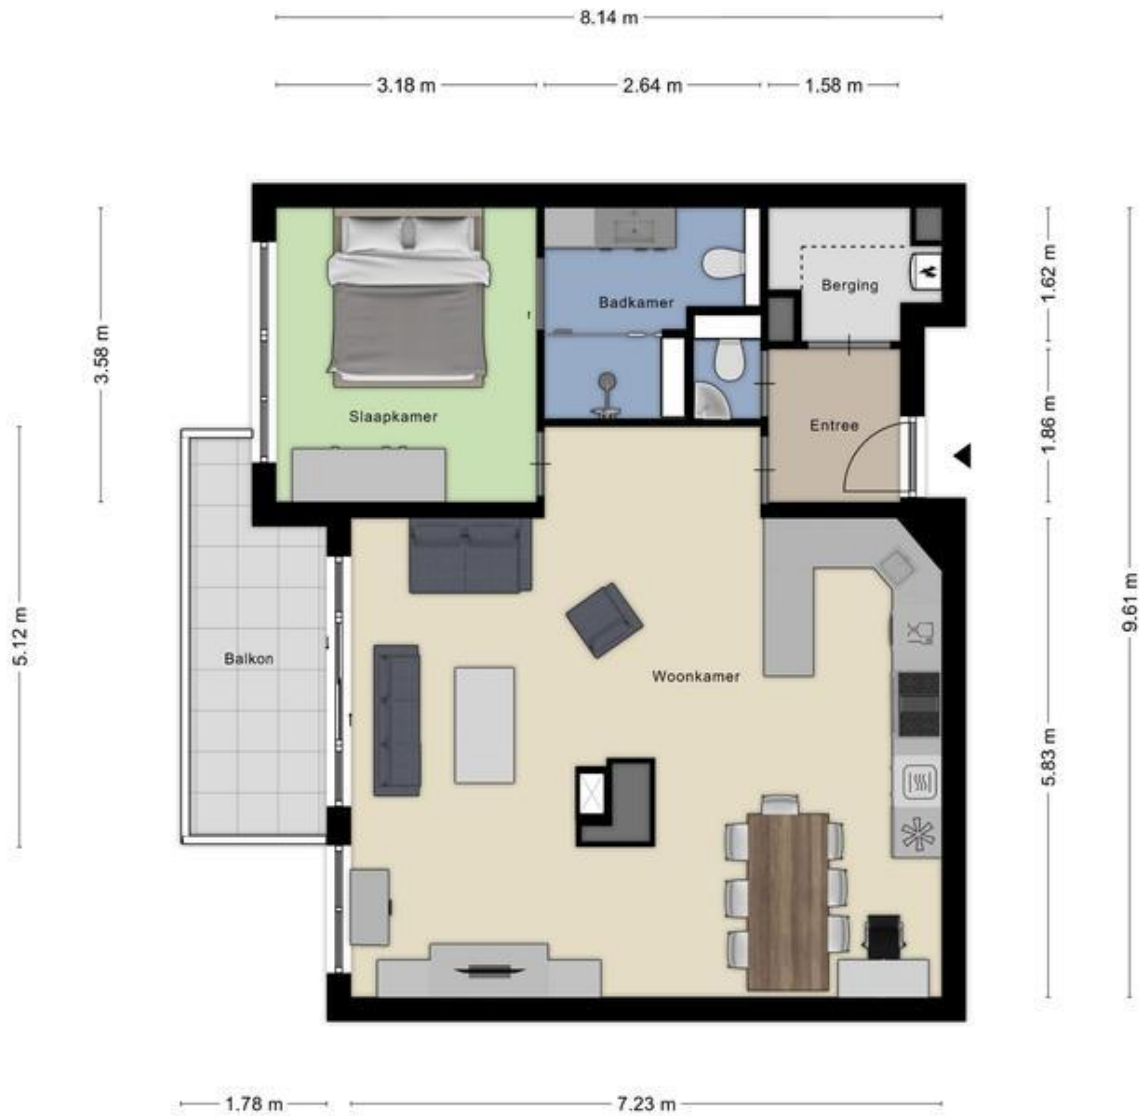 8.14 m
3.18 m
2.64 m
1.58 m
3.58 m
5.12 m
1.62 m
1.86 m
5.83 m
9.61 m
Badkamer
Berging
Slaapkamer
Entree
Balkon
Woonkamer
1.78 m
7.23 m